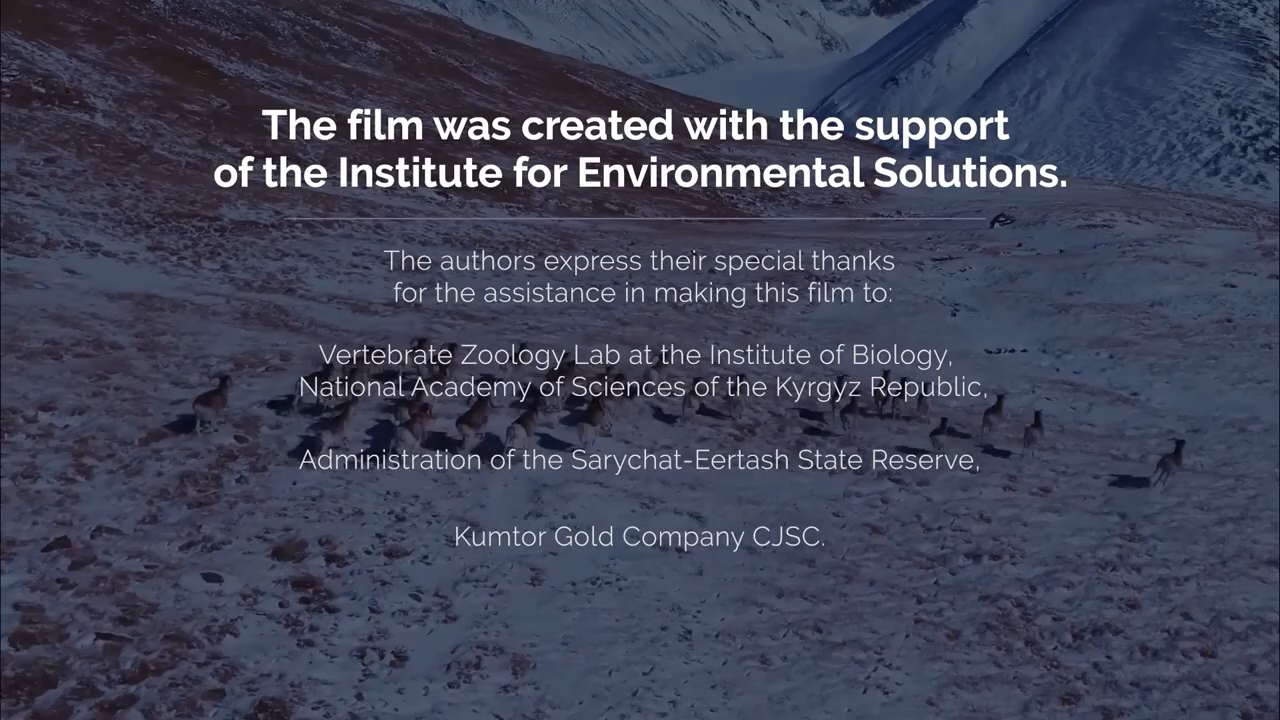 The film was created with the support
of the Institute for Environmental Solutions.
The authors express their special thanks
for the assistance in making this film to:
Vertebrate Zoology Lab at the Institute of Biology,
National Academy of Sciences of the Kyrgyz Republic,
Administration of the Sarychat-Eertash State Reserve,
Kumtor Gold Company CJSC.